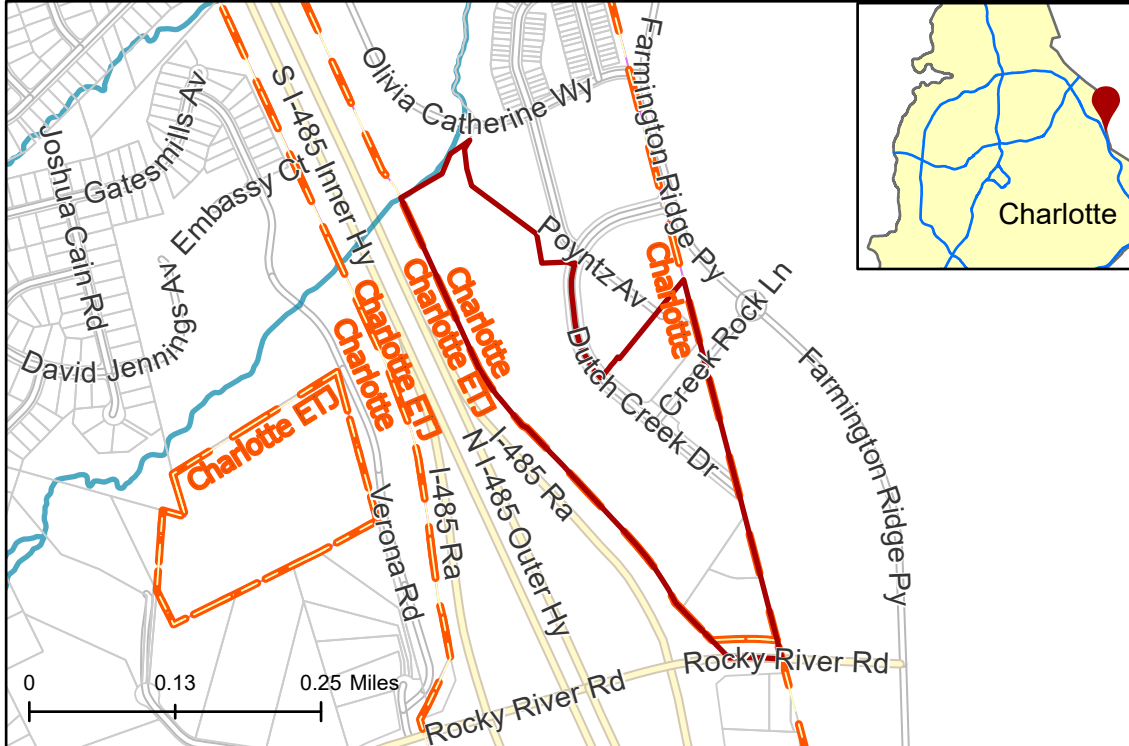 Olivia Catherine Wy
Farmington Ridge Py
S I-485 Inner Hy
Gatesmills Av
Joshua Cain Rd
Embassy Ct
David Jennings Av
Charlotte
Poyntz Av
Creek Rock Ln
Charlotte
Charlotte
Charlotte ETJ
Charlotte ETJ
Charlotte
Dutch Creek Dr
Farmington Ridge Py
Charlotte ETJ
I-485 Ra
N I-485 Outer Hy
I-485 Ra
Verona Rd
Rocky River Rd
Rocky River Rd
0 0.13 0.25 Miles